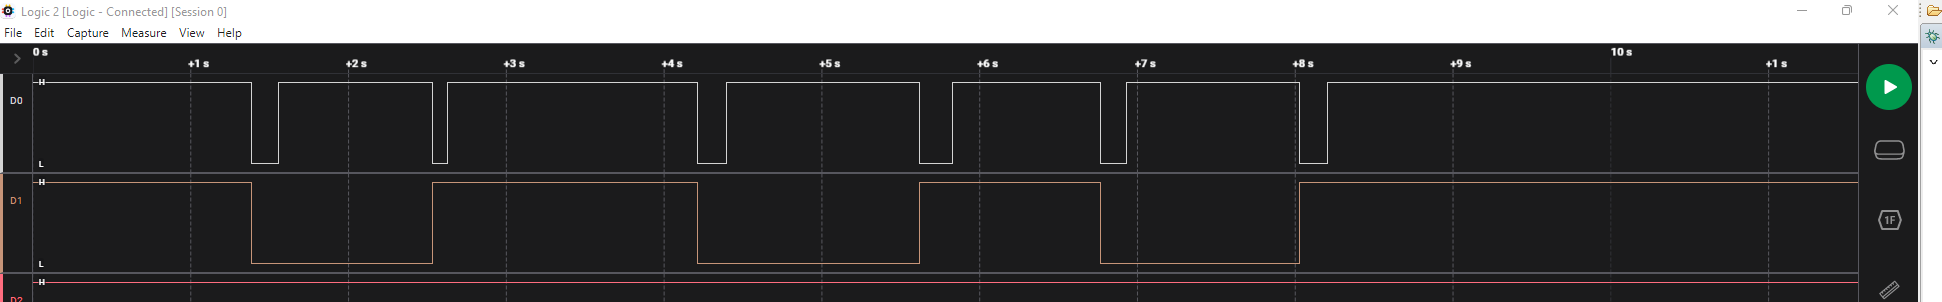 Logic 2 [Logic - Connected] [Session 0]
File Edit Capture Measure View Help
0 s 10 s
+1 s +2 s +3 s +4 s +5 s +6 s +7 s +8 s +9 s +1 s
H
D0
L
H
D1
L
H
D2
1F